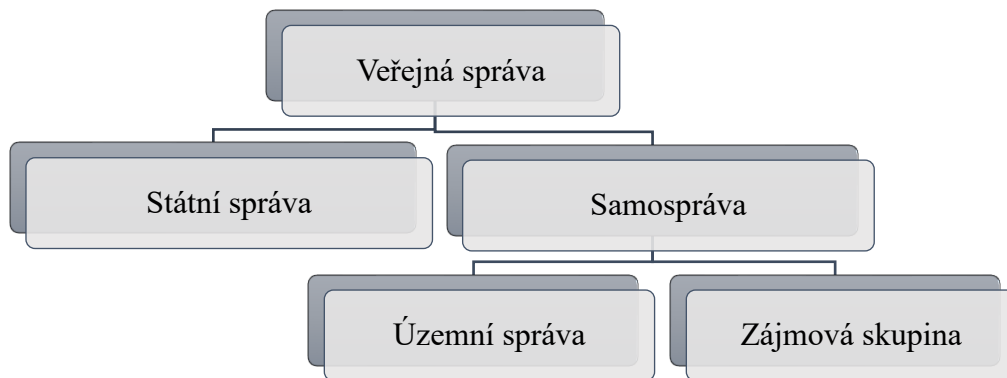 Veřejná správa
Státní správa
Samospráva
Územní správa
Zájmová skupina